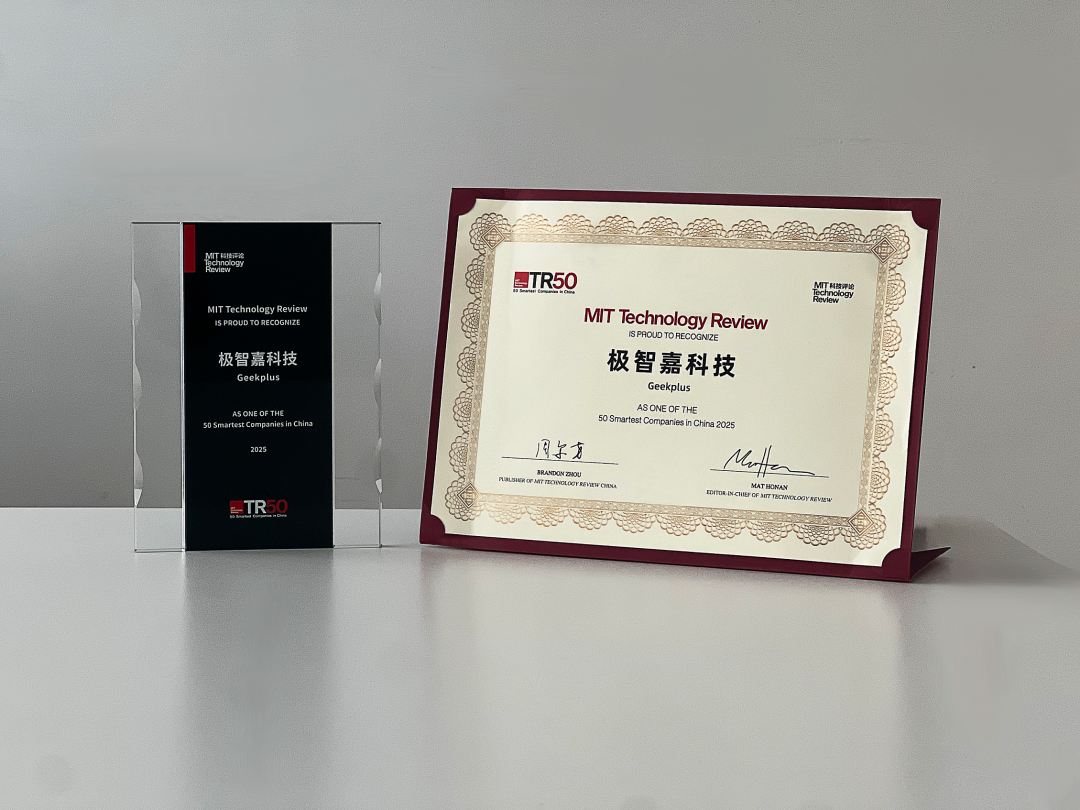 MIT 科技评论
Technology
Review
MIT Technology Review
IS PROUD TO RECOGNIZE
极智嘉科技
Geekplus
AS ONE OF THE
50 Smartest Companies in China
2025
TR50
50 Smartest Companies in China
TR50
50 Smartest Companies in China
MIT 科技评论
Technology
Review
MIT Technology Review
IS PROUD TO RECOGNIZE
极智嘉科技
Geekplus
AS ONE OF THE
50 Smartest Companies in China 2025
BRANDON ZHOU
PUBLISHER OF MIT TECHNOLOGY REVIEW CHINA
MAT HONAN
EDITOR-IN-CHIEF OF MIT TECHNOLOGY REVIEW